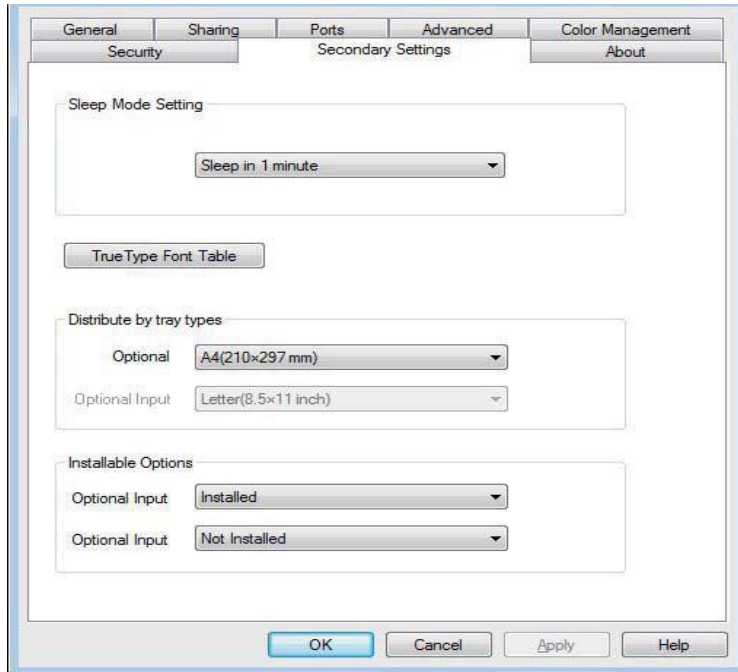 General Sharing Ports Advanced Color Management
Security Secondary Settings About
Sleep Mode Setting
Sleep in 1 minute
TrueType Font Table
Distribute by tray types
Optional A4(210×297 mm)
Optional Input Letter(8.5×11 inch)
Installable Options
Optional Input Installed
Optional Input Not Installed
OK Cancel Apply Help